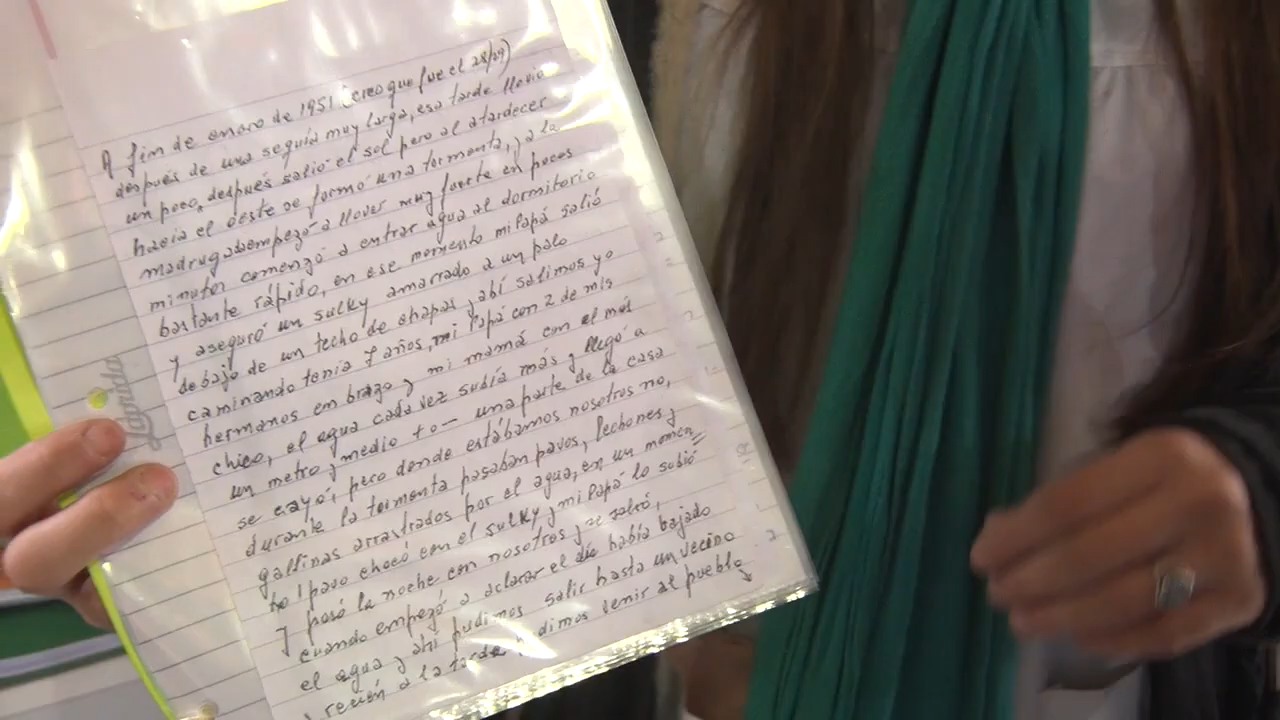 A fin de enero de 1951 (creo que fue el 28/29)
después de una seguía muy larga, esa tarde llovio
un poco, después salió el sol pero al atardecer
hacia el oeste se formó una tormenta, y a la
madrugada empezó a llover muy fuerte en pocos
minutos comenzó a entrar agua al dormitorio
bastante rápido, en ese momento mi Papá salió
y aseguró un sulky amarrado a un palo
debajo de un techo de chapas y ahí salimos yo
caminando tenia 7 años, mi Papá con 2 de mis
hermanos em brazo y mi mamá con el más
chico, el agua cada vez subía más y llegó a
un metro y medio to- una parte de la casa
se cayó, pero donde estábamos nosotros no,
durante la tormenta pasaban pavos, lechones y
gallinas arrastrados por el agua, en un momen=
to 1 pavo chocó con el sulky y mi Papá lo subió
y pasó la noche con nosotros y se salvó,
cuando empezó a aclarar el día había bajado
el agua y ahí pudimos salir hasta un vecino
y recién a la tarde pudimos venir al pueblo
Landa